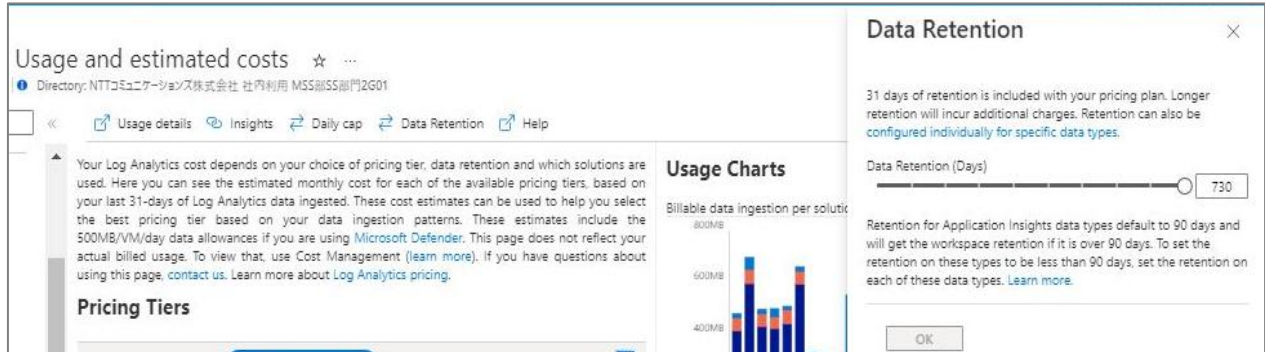 Usage and estimated costs
Directory: NTTコミュニケーションズ株式会社 社内利用 MSS部SS部門2G01
« Usage details Insights Daily cap Data Retention Help
Your Log Analytics cost depends on your choice of pricing tier, data retention and which solutions are
used. Here you can see the estimated monthly cost for each of the available pricing tiers, based on
your last 31-days of Log Analytics data ingested. These cost estimates can be used to help you select
the best pricing tier based on your data ingestion patterns. These estimates include the
500MB/VM/day data allowances if you are using Microsoft Defender. This page does not reflect your
actual billed usage. To view that, use Cost Management (learn more). If you have questions about
using this page, contact us. Learn more about Log Analytics pricing.
Pricing Tiers
Usage Charts
Billable data ingestion per solutio
800MB
600MB
400MB
Data Retention
31 days of retention is included with your pricing plan. Longer
retention will incur additional charges. Retention can also be
configured individually for specific data types.
Data Retention (Days)
730
Retention for Application Insights data types default to 90 days and
will get the workspace retention if it is over 90 days. To set the
retention on these types to be less than 90 days, set the retention on
each of these data types. Learn more.
OK